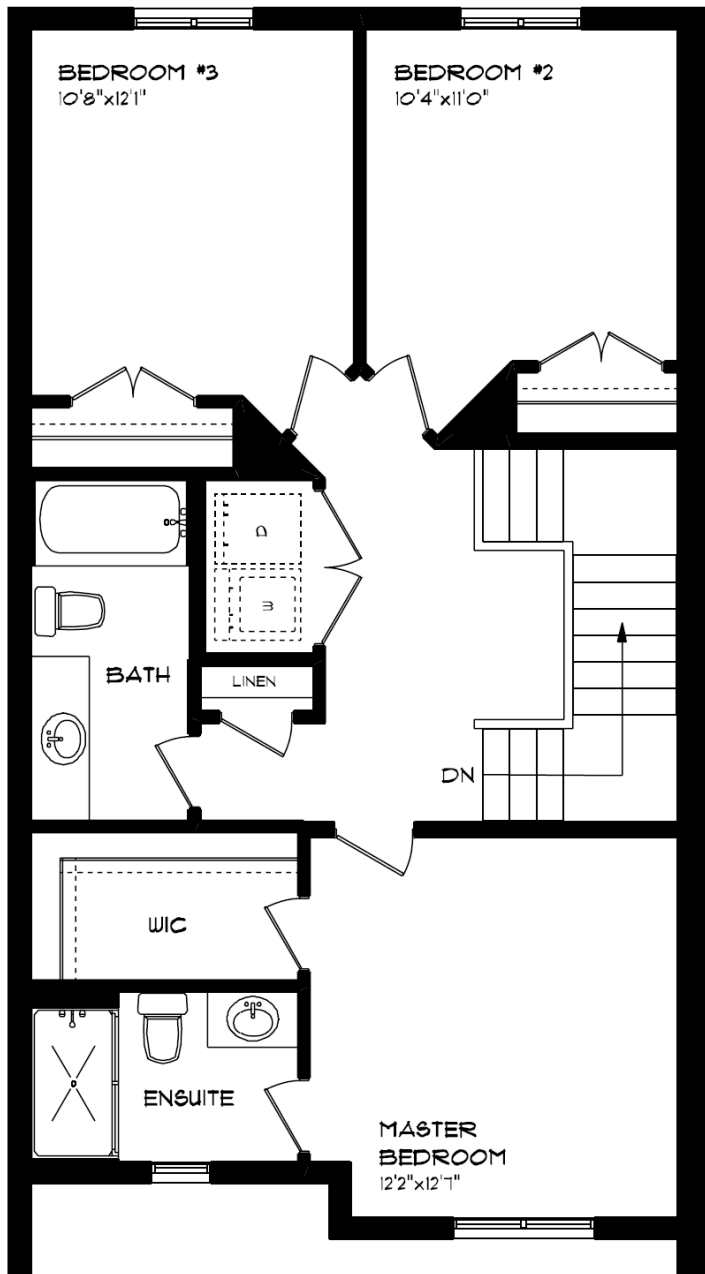 BEDROOM #3
10'8"x12'1"
BEDROOM #2
10'4"x11'0"
D
W
BATH
LINEN
DN
WIC
ENSUITE
MASTER
BEDROOM
12'2"x12'7"